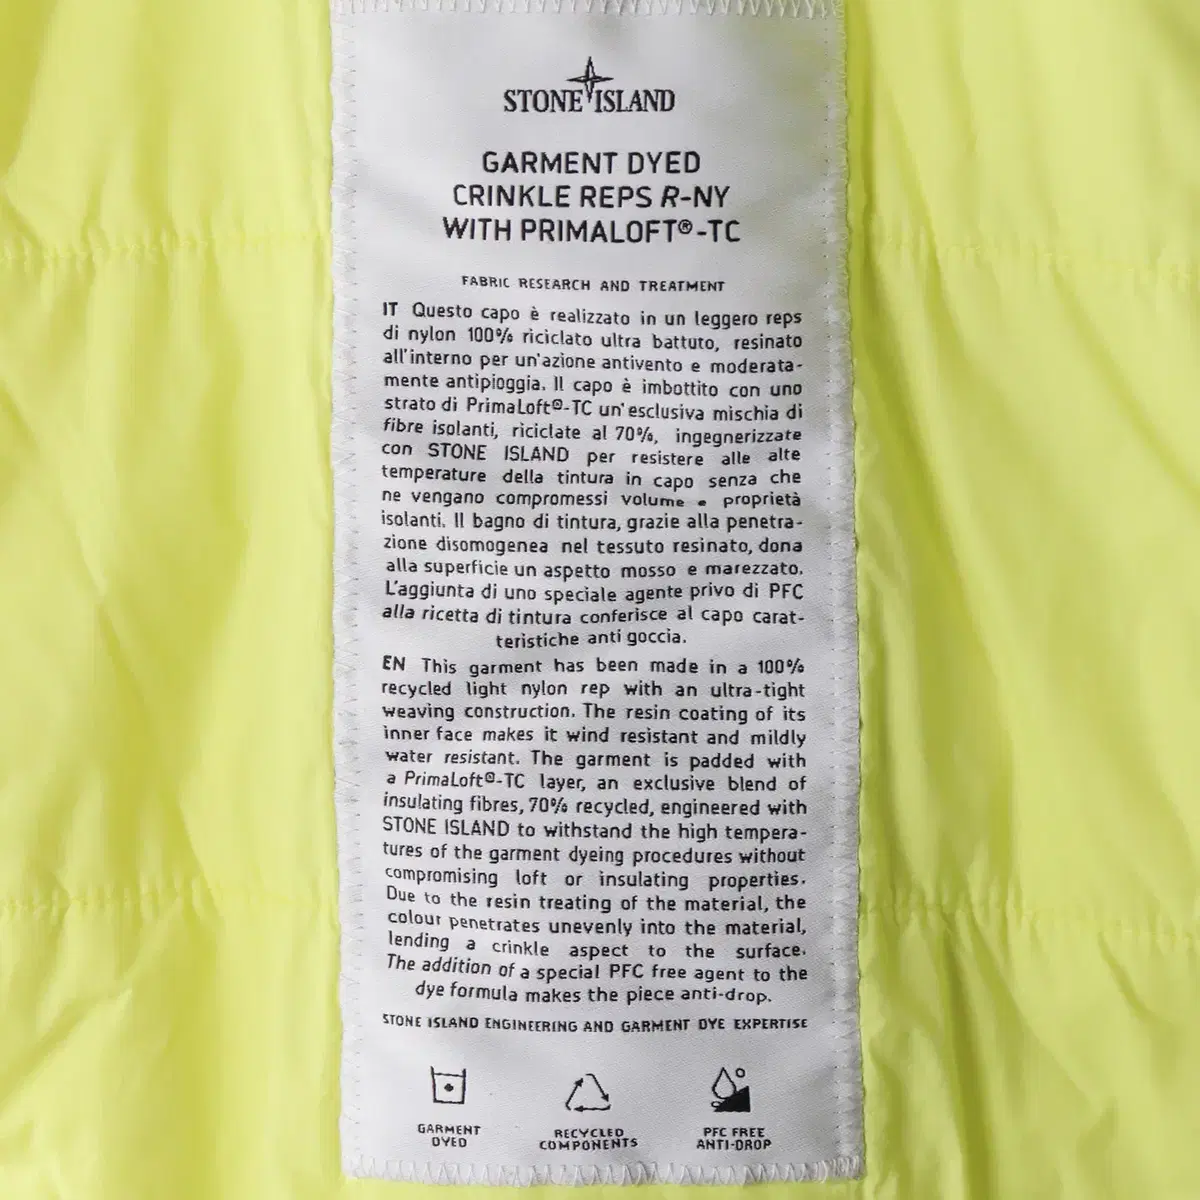 STONE ISLAND
GARMENT DYED
CRINKLE REPS R-NY
WITH PRIMALOFT®-TC
FABRIC RESEARCH AND TREATMENT
IT Questo capo è realizzato in un leggero reps
di nylon 100% riciclato ultra battuto, resinato
all'interno per un'azione antivento e moderata-
mente antipioggia. Il capo è imbottito con uno
strato di PrimaLoft®-TC un'esclusiva mischia di
fibre isolanti, riciclate al 70%, ingegnerizzate
con STONE ISLAND per resistere alle alte
temperature della tintura in capo senza che
ne vengano compromessi volume e proprietà
isolanti. Il bagno di tintura, grazie alla penetra-
zione disomogenea nel tessuto resinato, dona
alla superficie un aspetto mosso e marezzato.
L'aggiunta di uno speciale agente privo di PFC
alla ricetta di tintura conferisce al capo carat-
teristiche anti goccia.
EN This garment has been made in a 100%
recycled light nylon rep with an ultra-tight
weaving construction. The resin coating of its
inner face makes it wind resistant and mildly
water resistant. The garment is padded with
a PrimaLoft®-TC layer, an exclusive blend of
insulating fibres, 70% recycled, engineered with
STONE ISLAND to withstand the high tempera-
tures of the garment dyeing procedures without
compromising loft or insulating properties.
Due to the resin treating of the material, the
colour penetrates unevenly into the material,
lending a crinkle aspect to the surface.
The addition of a special PFC free agent to the
dye formula makes the piece anti-drop.
STONE ISLAND ENGINEERING AND GARMENT DYE EXPERTISE
GARMENT
DYED
RECYCLED
COMPONENTS
PFC FREE
ANTI-DROP